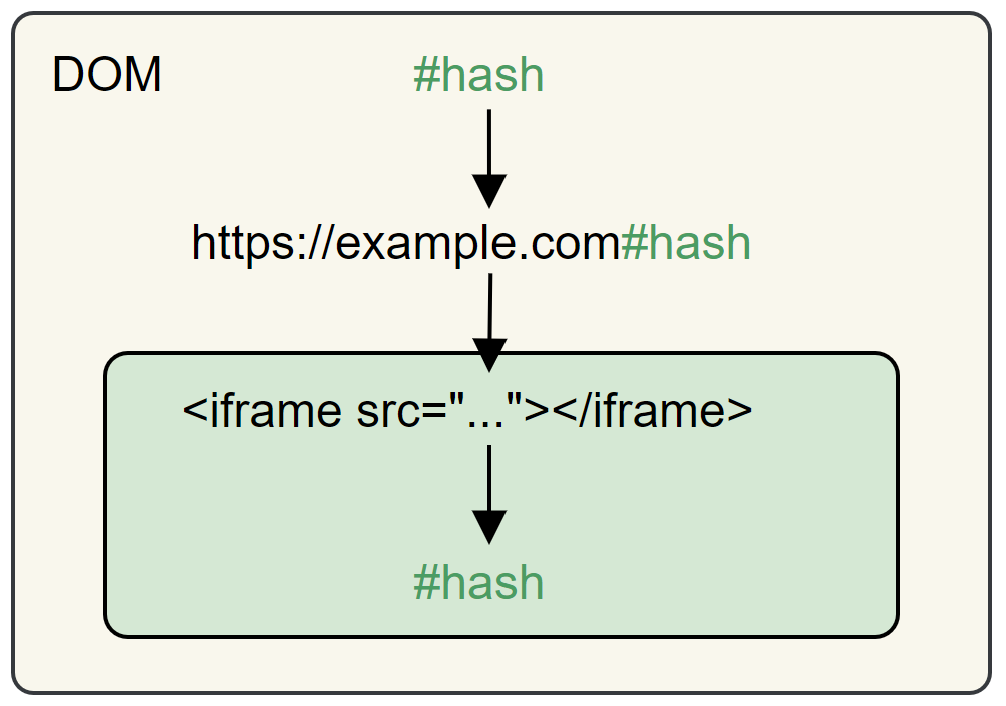 DOM
#hash
https://example.com#hash
<iframe src="..."></iframe>
#hash